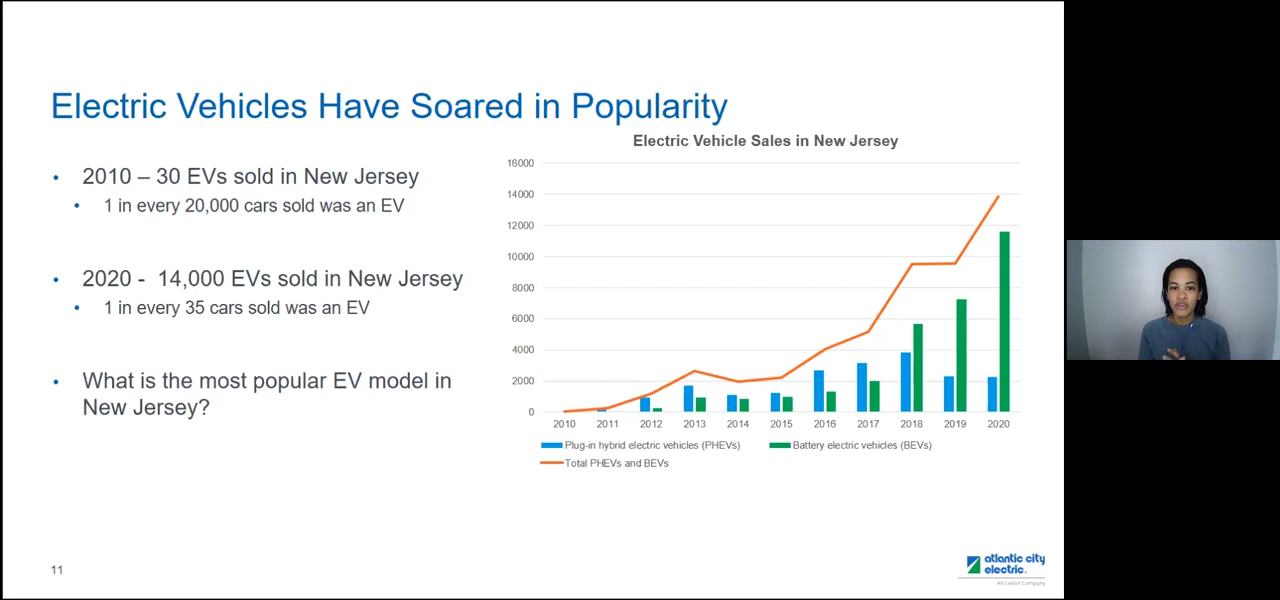 Electric Vehicles Have Soared in Popularity
• 2010 – 30 EVs sold in New Jersey
• 1 in every 20,000 cars sold was an EV
• 2020 - 14,000 EVs sold in New Jersey
• 1 in every 35 cars sold was an EV
• What is the most popular EV model in
New Jersey?
Electric Vehicle Sales in New Jersey
16000
14000
12000
10000
8000
6000
4000
2000
0
2010 2011 2012 2013 2014 2015 2016 2017 2018 2019 2020
Plug-in hybrid electric vehicles (PHEVs) Battery electric vehicles (BEVs)
Total PHEVs and BEVs
11
atlantic city
electric.
An Exelon Company